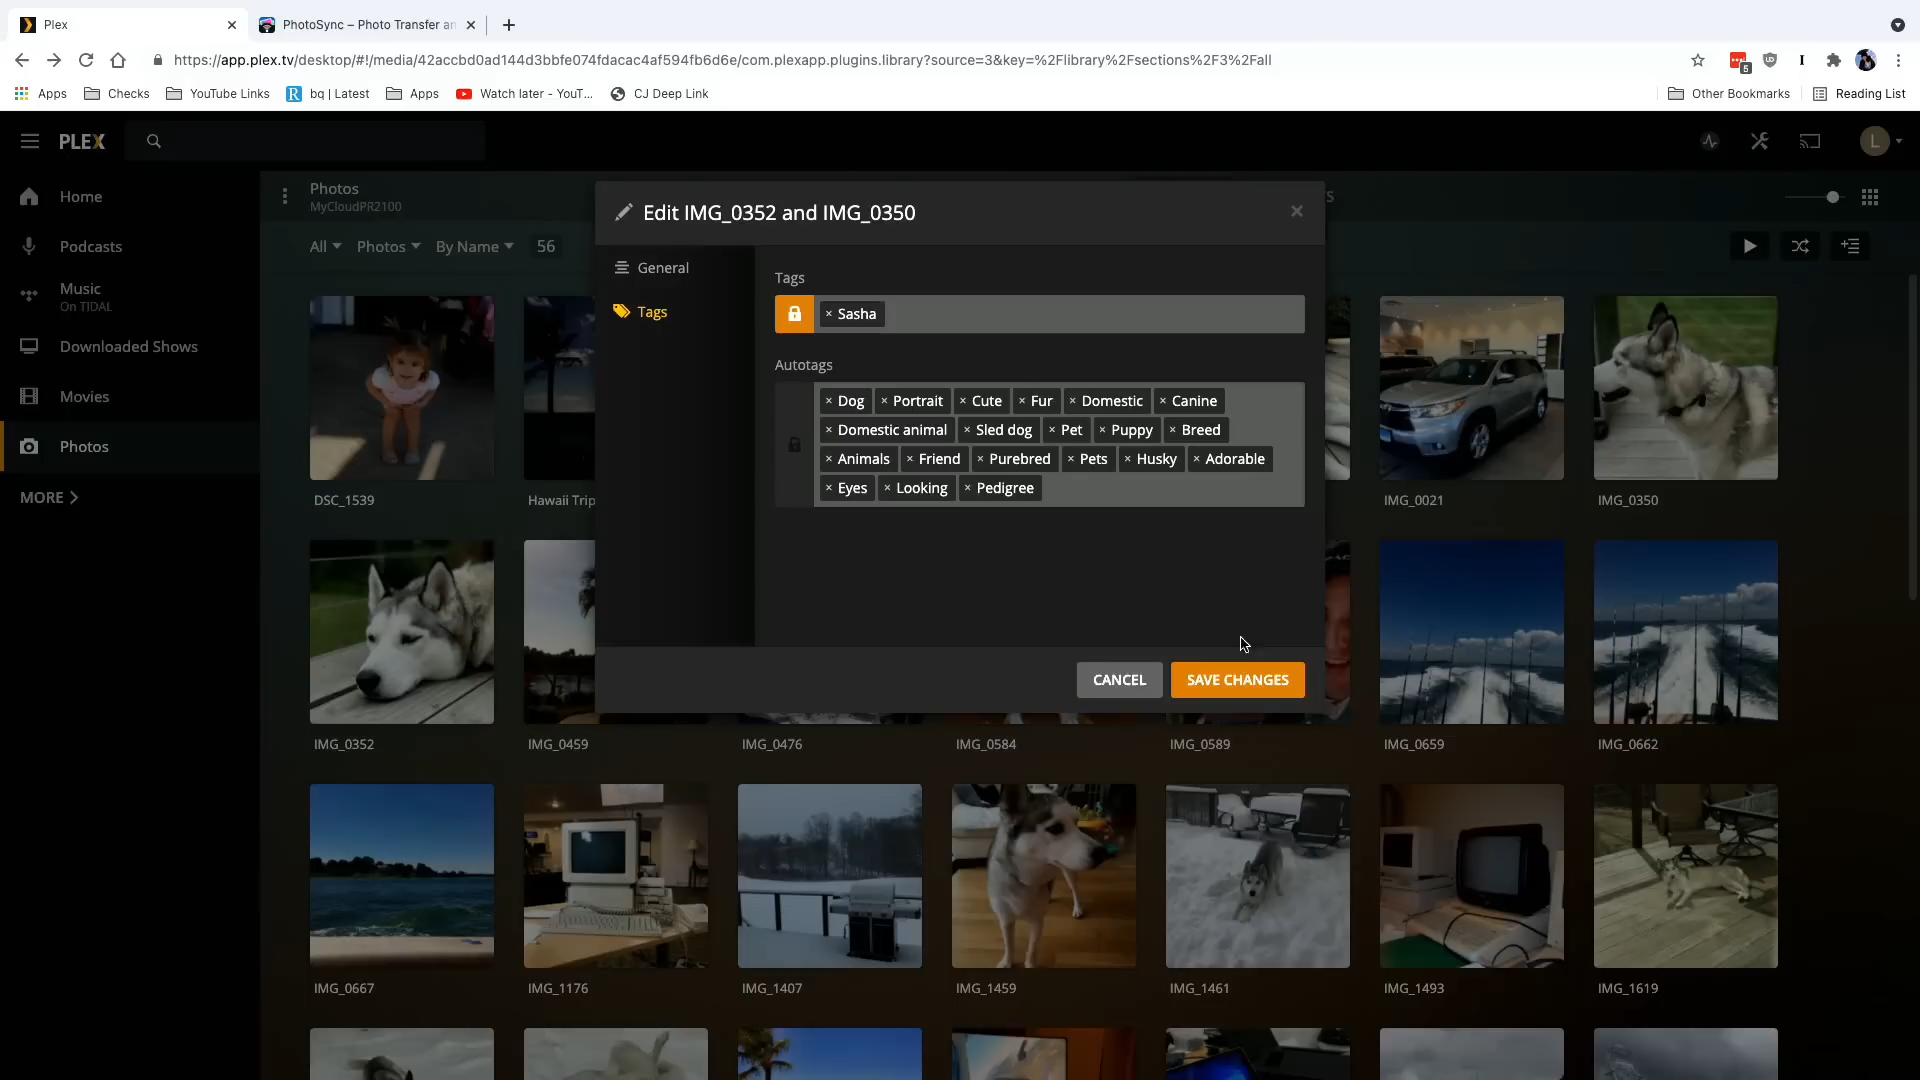 Plex
PhotoSync – Photo Transfer an
https://app.plex.tv/desktop/#!/media/42accbd0ad144d3bbfe074fdacac4af594fb6d6e/com.plexapp.plugins.library?source=3&key=%2Flibrary%2Fsections%2F3%2Fall
5
Apps
Checks
YouTube Links
bq | Latest
Apps
Watch later - YouT...
CJ Deep Link
Other Bookmarks
Reading List
PLEX
L
Home
Podcasts
Music
On TIDAL
Downloaded Shows
Movies
Photos
MORE
Photos
MyCloudPR2100
All
Photos
By Name
56
Edit IMG_0352 and IMG_0350
General
Tags
Tags
× Sasha
Autotags
× Dog × Portrait × Cute × Fur × Domestic × Canine
× Domestic animal × Sled dog × Pet × Puppy × Breed
× Animals × Friend × Purebred × Pets × Husky × Adorable
× Eyes × Looking × Pedigree
CANCEL
SAVE CHANGES
DSC_1539
Hawaii Trip
IMG_0021
IMG_0350
IMG_0352
IMG_0459
IMG_0476
IMG_0584
IMG_0589
IMG_0659
IMG_0662
IMG_0667
IMG_1176
IMG_1407
IMG_1459
IMG_1461
IMG_1493
IMG_1619